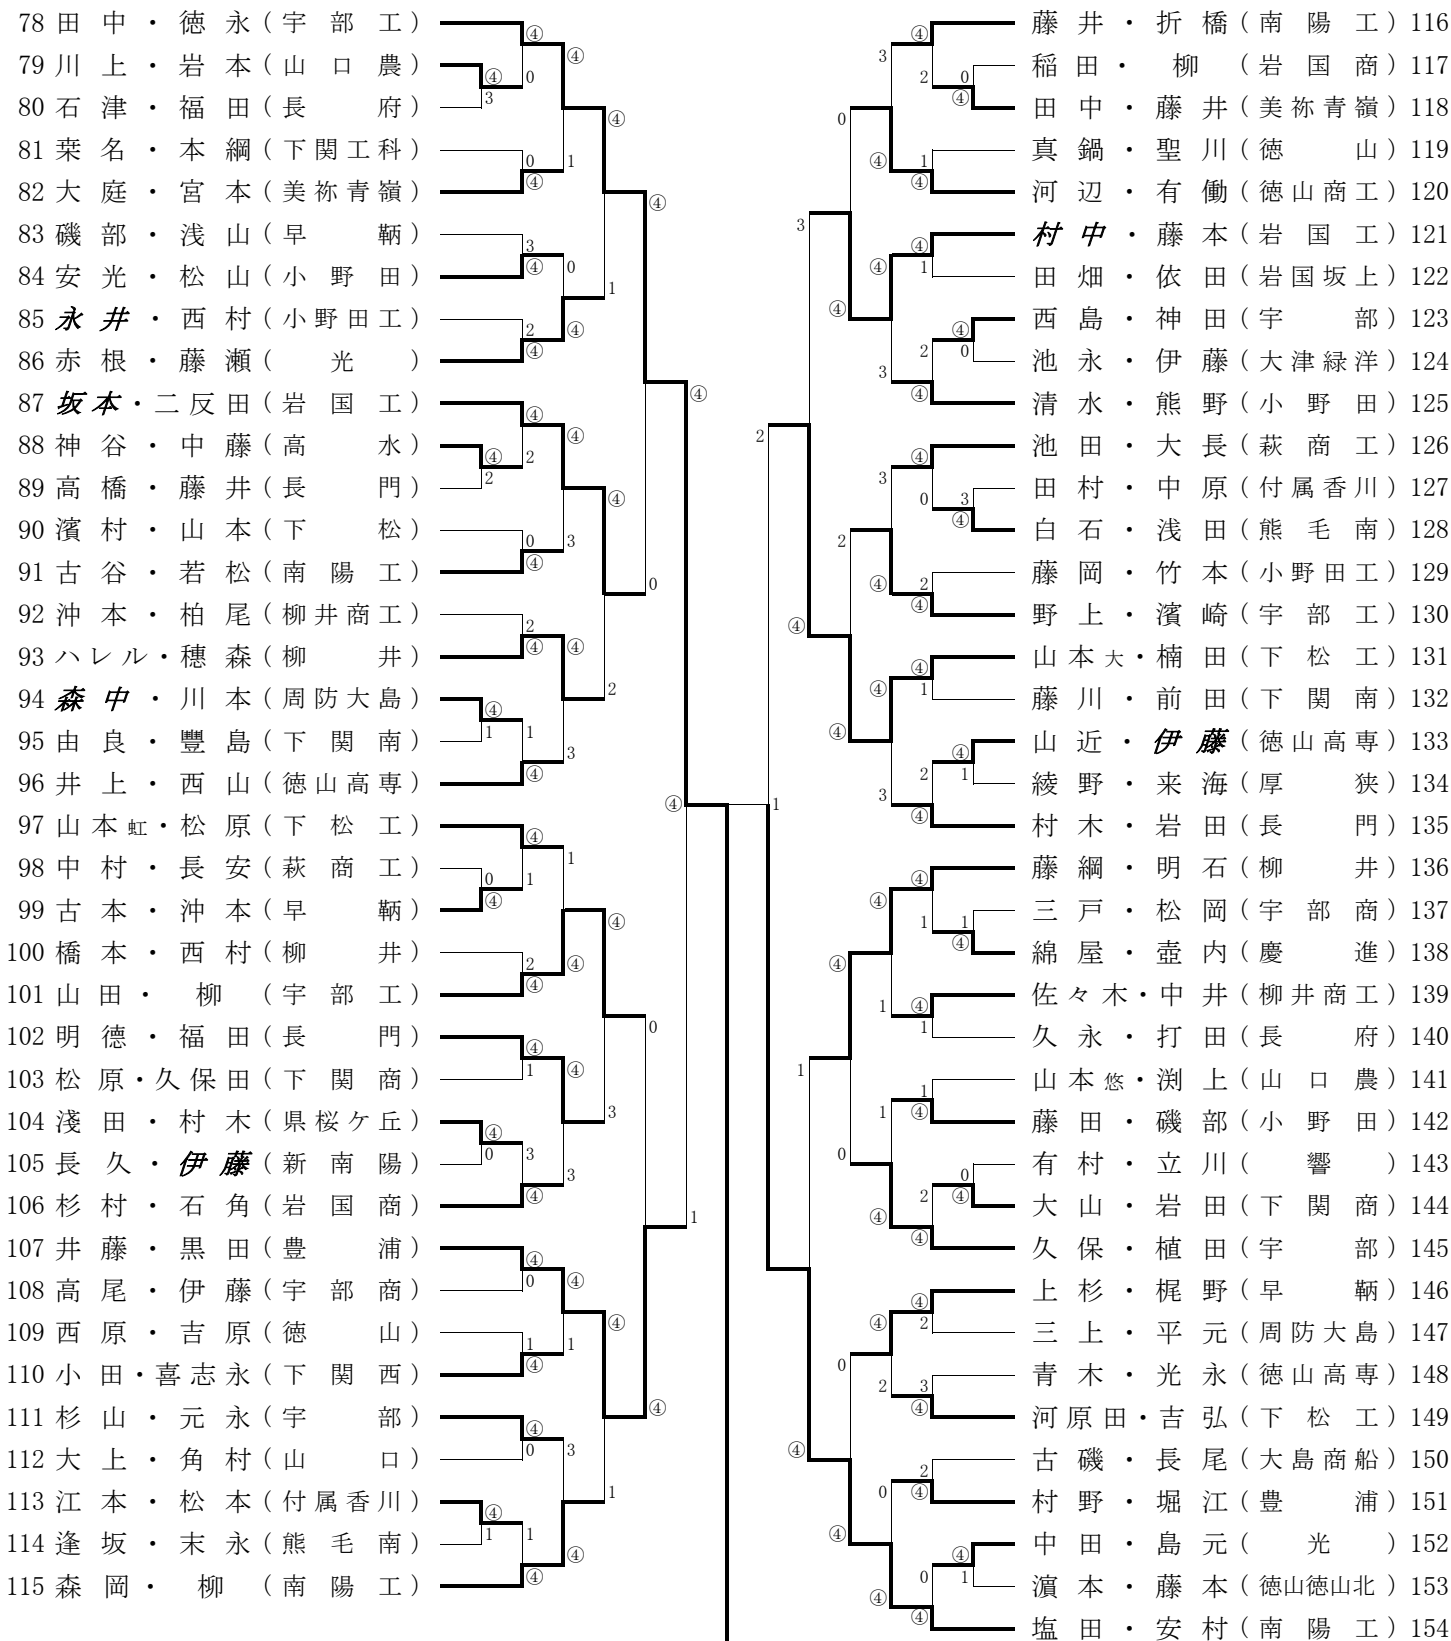 78 田中・徳永(宇部工)
79 川上・岩本(山口農)
80 石津・福田(長府)
81 桒名・本綱(下関工科)
82 大庭・宮本(美祢青嶺)
83 磯部・浅山(早鞆)
84 安光・松山(小野田)
85 永井・西村(小野田工)
86 赤根・藤瀬(光)
87 坂本・二反田(岩国工)
88 神谷・中藤(高水)
89 高橋・藤井(長門)
90 濱村・山本(下松)
91 古谷・若松(南陽工)
92 沖本・柏尾(柳井商工)
93 ハレル・穗森(柳井)
94 森中・川本(周防大島)
95 由良・豐島(下関南)
96 井上・西山(徳山高専)
97 山本虹・松原(下松工)
98 中村・長安(萩商工)
99 古本・沖本(早鞆)
100 橋本・西村(柳井)
101 山田・柳(宇部工)
102 明徳・福田(長門)
103 松原・久保田(下関商)
104 淺田・村木(県桜ケ丘)
105 長久・伊藤(新南陽)
106 杉村・石角(岩国商)
107 井藤・黒田(豊浦)
108 高尾・伊藤(宇部商)
109 西原・吉原(徳山)
110 小田・喜志永(下関西)
111 杉山・元永(宇部)
112 大上・角村(山口)
113 江本・松本(付属香川)
114 逢坂・末永(熊毛南)
115 森岡・柳(南陽工)
藤井・折橋(南陽工)116
稲田・柳(岩国商)117
田中・藤井(美祢青嶺)118
真鍋・聖川(徳山)119
河辺・有働(徳山商工)120
村中・藤本(岩国工)121
田畑・依田(岩国坂上)122
西島・神田(宇部)123
池永・伊藤(大津緑洋)124
清水・熊野(小野田)125
池田・大長(萩商工)126
田村・中原(付属香川)127
白石・浅田(熊毛南)128
藤岡・竹本(小野田工)129
野上・濱崎(宇部工)130
山本大・楠田(下松工)131
藤川・前田(下関南)132
山近・伊藤(徳山高専)133
綾野・来海(厚狭)134
村木・岩田(長門)135
藤綱・明石(柳井)136
三戸・松岡(宇部商)137
綿屋・壺内(慶進)138
佐々木・中井(柳井商工)139
久永・打田(長府)140
山本悠・渕上(山口農)141
藤田・磯部(小野田)142
有村・立川(響)143
大山・岩田(下関商)144
久保・植田(宇部)145
上杉・梶野(早鞆)146
三上・平元(周防大島)147
青木・光永(徳山高専)148
河原田・吉弘(下松工)149
古磯・長尾(大島商船)150
村野・堀江(豊浦)151
中田・島元(光)152
濵本・藤本(徳山徳山北)153
塩田・安村(南陽工)154